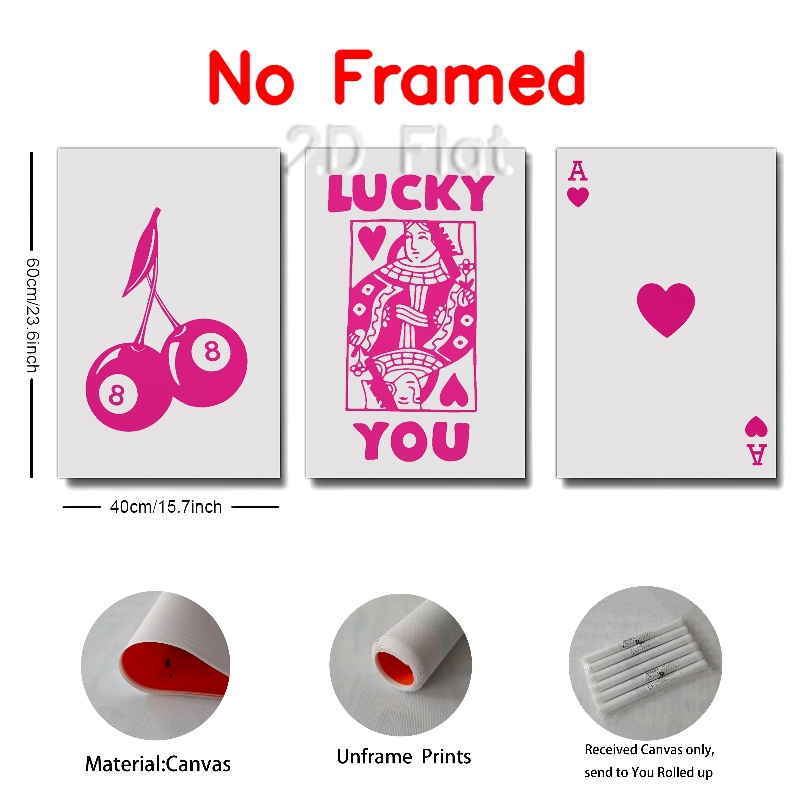 No Framed
2D Flat
LUCKY
YOU
8
8
A
A
60cm/23.6inch
40cm/15.7inch
Material:Canvas
Unframe Prints
Received Canvas only,
send to You Rolled up